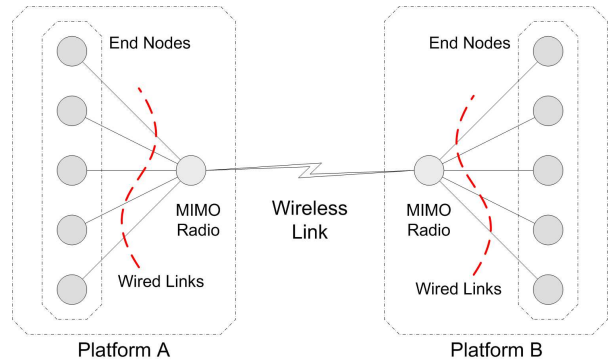 End Nodes
MIMO
Radio
Wired Links
Platform A
Wireless
Link
End Nodes
MIMO
Radio
Wired Links
Platform B